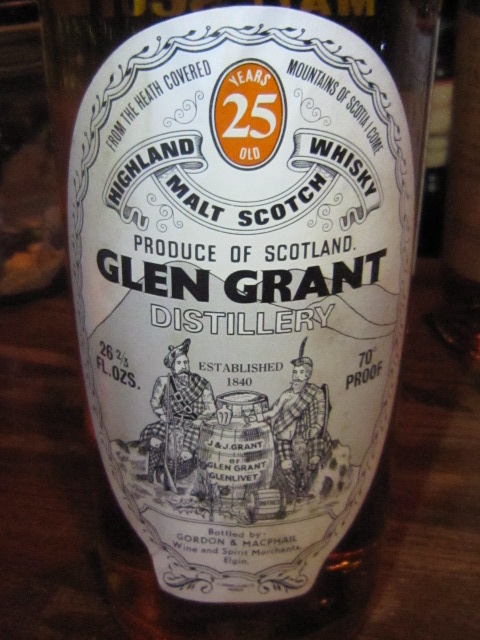 FROM THE HEATH COVERED MOUNTAINS OF SCOTIA I COME
YEARS
25
OLD
HIGHLAND MALT SCOTCH WHISKY
PRODUCE OF SCOTLAND.
GLEN GRANT
DISTILLERY
26 2/3
FL.OZS.
ESTABLISHED
1840
70°
PROOF
J & J. GRANT
GLEN GRANT
GLENLIVET
Bottled by:-
GORDON & MACPHAIL
Wine and Spirit Merchants,
Elgin.